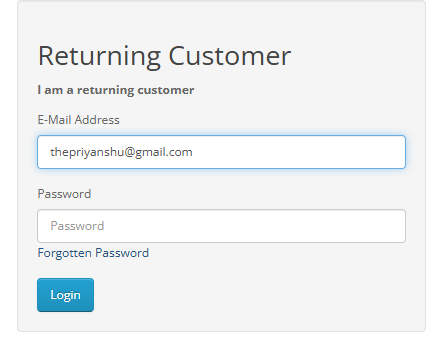 Returning Customer
I am a returning customer
E-Mail Address
thepriyanshu@gmail.com
Password
Password
Forgotten Password
Login